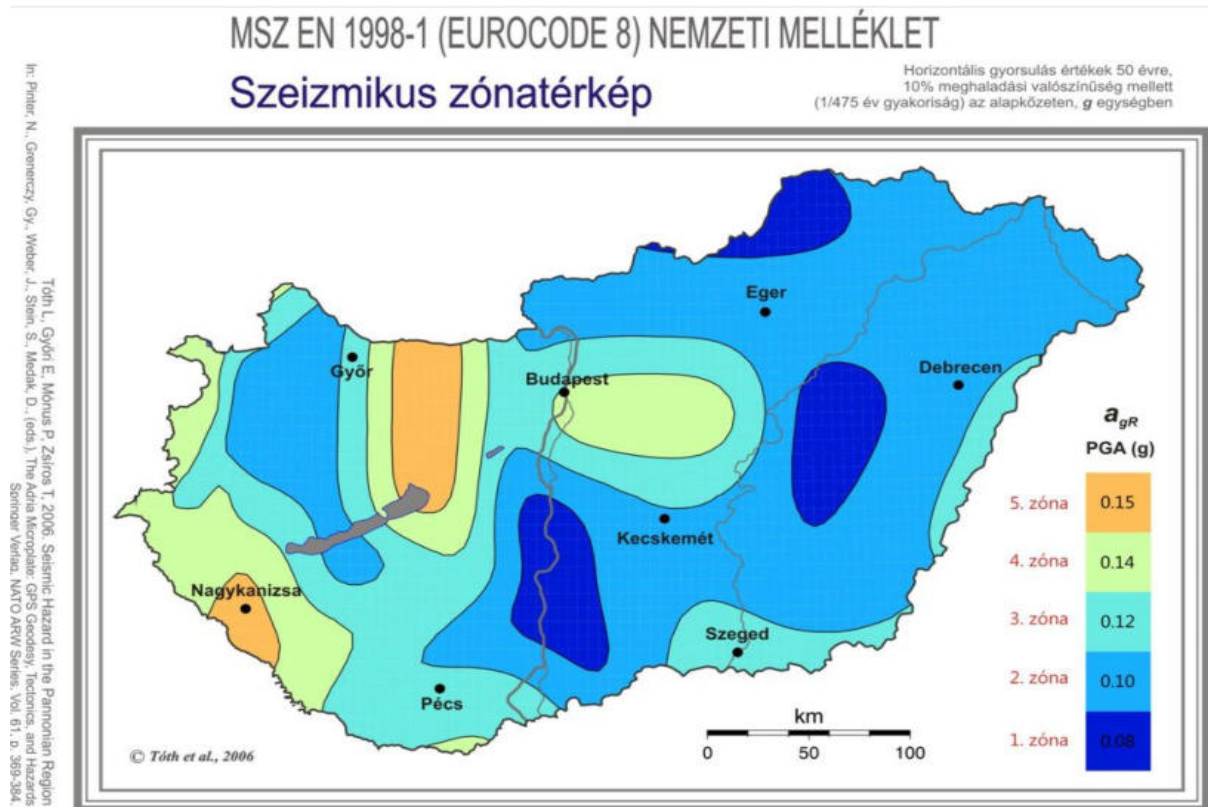 MSZ EN 1998-1 (EUROCODE 8) NEMZETI MELLÉKLET
Szeizmikus zónatérkép
Horizontális gyorsulás értékek 50 évre,
10% meghaladási valószínűség mellett
(1/475 év gyakoriság) az alapkőzeten, g egységben
Tóth L, Győri E, Mónus P, Zsiros T, 2006. Seismic Hazard in the Pannonian Region
In: Pinter, N., Grenerczy, Gy., Weber, J., Stein, S., Medak, D., (eds.), The Adria Microplate: GPS Geodesy, Tectonics, and Hazards
Springer Verlag, NATO ARW Series, Vol. 61, p. 369-384.
Eger
Győr
Budapest
Debrecen
Kecskemét
Nagykanizsa
Szeged
Pécs
agR
PGA (g)
5. zóna 0.15
4. zóna 0.14
3. zóna 0.12
2. zóna 0.10
1. zóna 0.08
km
0 50 100
© Tóth et al., 2006